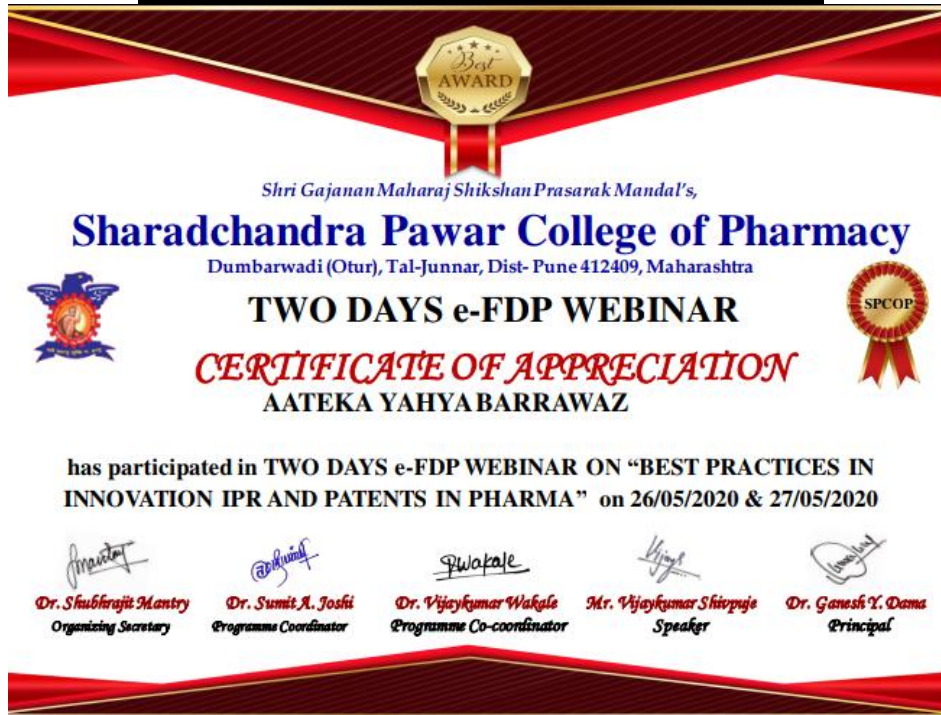 Best
AWARD
Shri Gajanan Maharaj Shikshan Prasarak Mandal's,
Sharadchandra Pawar College of Pharmacy
Dumbarwadi (Otur), Tal-Junnar, Dist- Pune 412409, Maharashtra
TWO DAYS e-FDP WEBINAR
SPCOP
CERTIFICATE OF APPRECIATION
AATEKA YAHYA BARRAWAZ
has participated in TWO DAYS e-FDP WEBINAR ON “BEST PRACTICES IN
INNOVATION IPR AND PATENTS IN PHARMA” on 26/05/2020 & 27/05/2020
Dr. Shubhrajit Mantry
Dr. Sumit A. Joshi
Dr. Vijaykumar Wakale
Mr. Vijaykumar Shivpuje
Dr. Ganesh Y. Dama
Organizing Secretary
Programme Coordinator
Programme Co-coordinator
Speaker
Principal